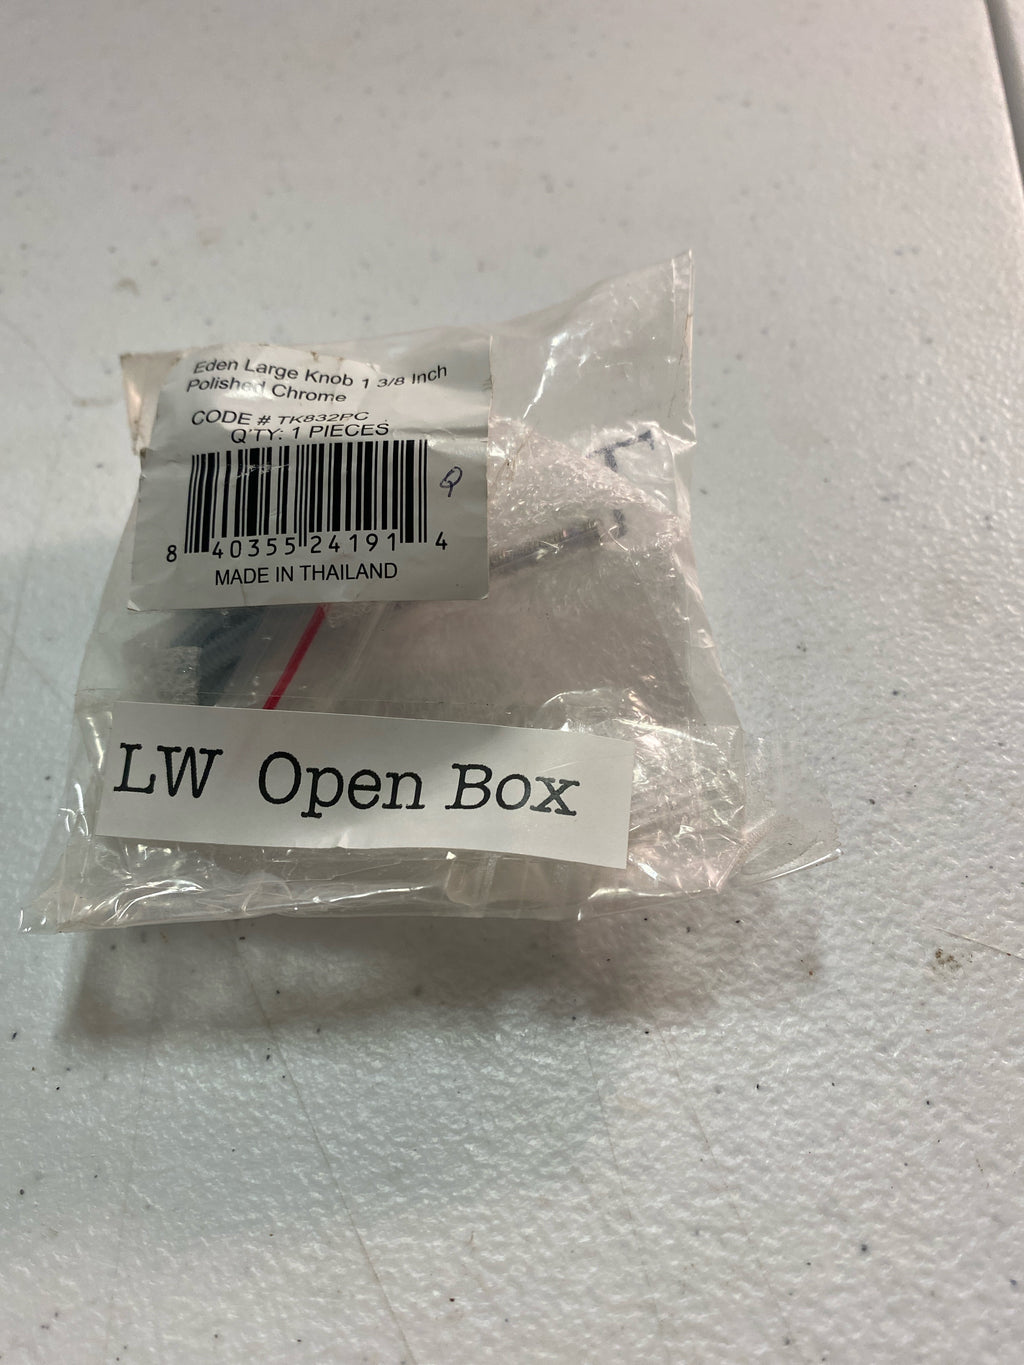 Eden Large Knob 1 3/8 Inch
Polished Chrome
CODE # TK832PC
Q'TY: 1 PIECES
Q
8 40355 24191 4
MADE IN THAILAND
LW Open Box